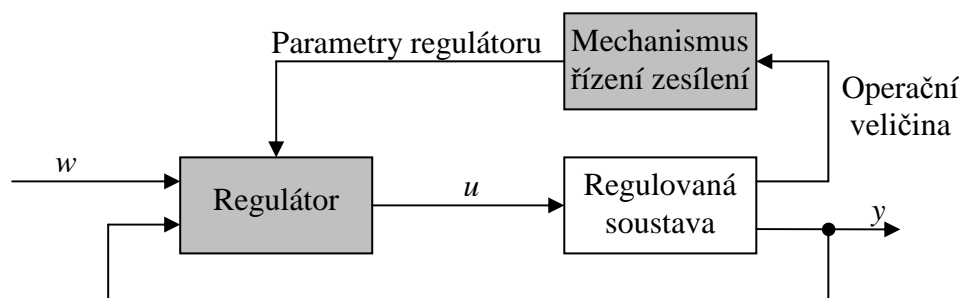 Parametry regulátoru
Mechanismus
řízení zesílení
Operační
veličina
w
Regulátor
u
Regulovaná
soustava
y